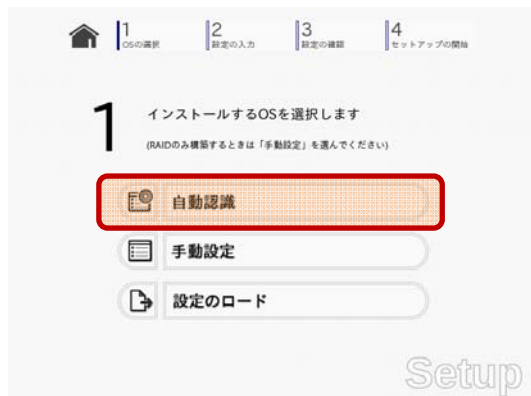 1
OSの選択
2
設定の入力
3
設定の確認
4
セットアップの開始
1
インストールするOSを選択します
(RAIDのみ構築するときは「手動設定」を選んでください)
自動認識
手動設定
設定のロード
Setup